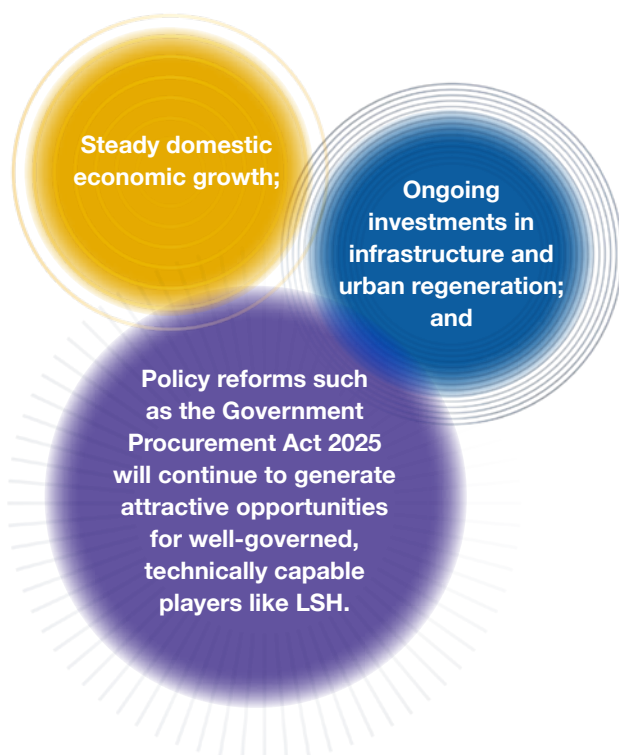 Steady domestic
economic growth;
Ongoing
investments in
infrastructure and
urban regeneration;
and
Policy reforms such
as the Government
Procurement Act 2025
will continue to generate
attractive opportunities
for well-governed,
technically capable
players like LSH.